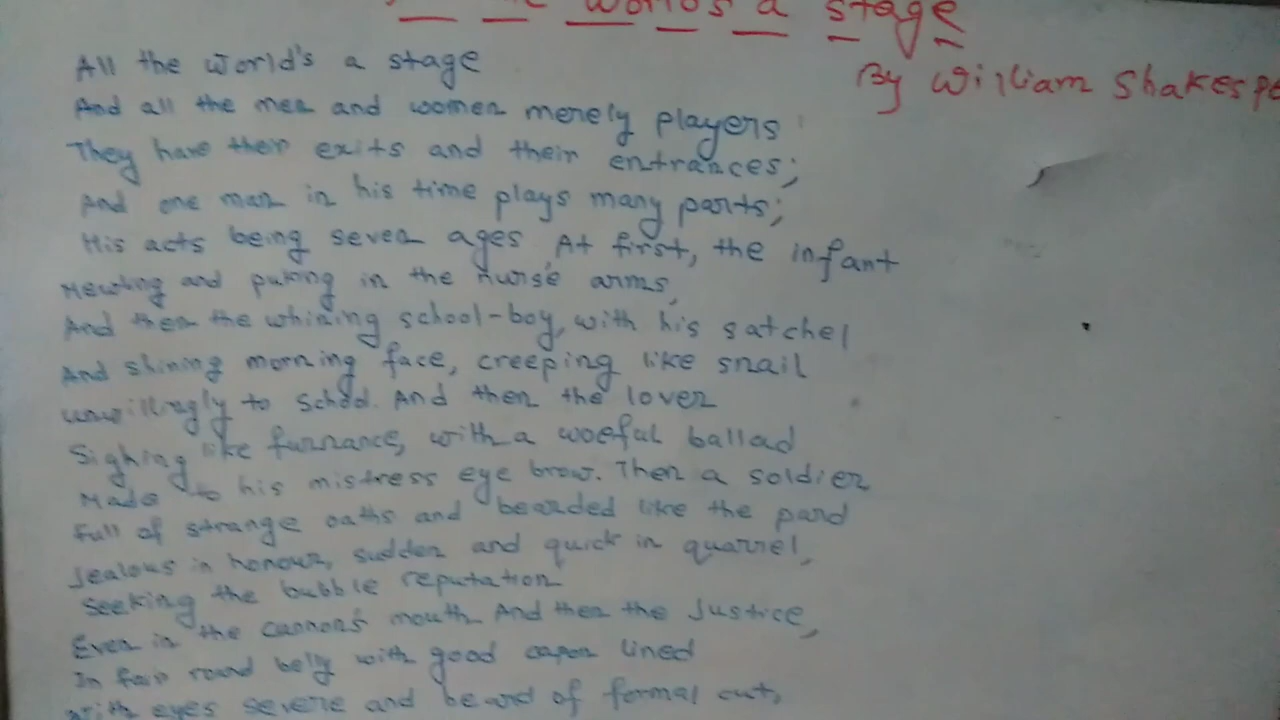 world's a stage
By William Shakespe
All the world's a stage
And all the men and women merely players
They have their exits and their entrances;
And one man in his time plays many parts;
His acts being seven ages At first, the infant
Mewling and puking in the nurse's arms,
And then the whining school-boy, with his satchel
And shining morning face, creeping like snail
unwillingly to school. And then the lover
Sighing like furnance, with a woeful ballad
Made to his mistress eye brow. Then a soldier
Full of strange oaths and bearded like the pard
Jealous in honour, sudden and quick in quarrel,
Seeking the bubble reputation
Even in the cannon's mouth And then the Justice,
In fair round belly with good capon lined
With eyes severe and beard of formal cut,